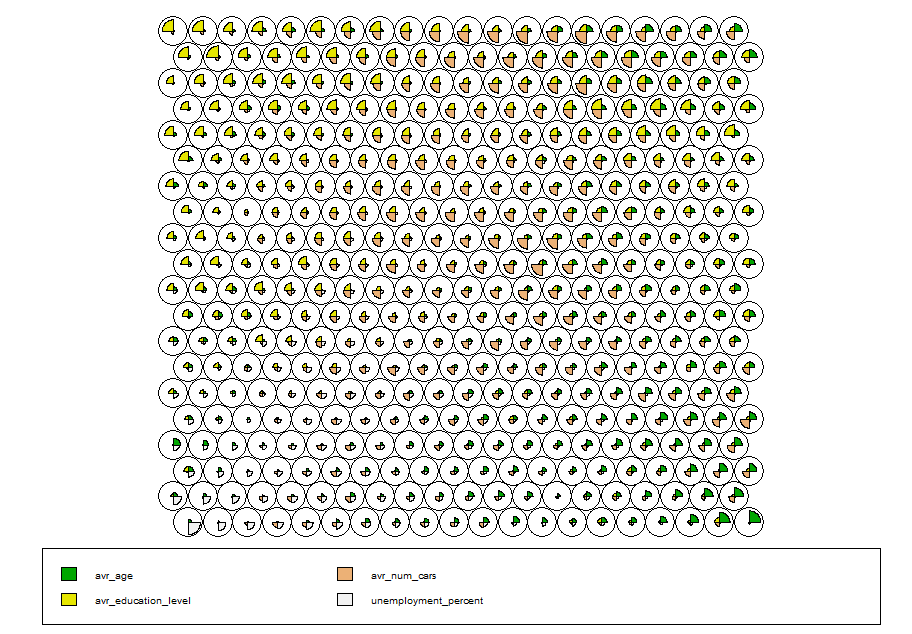 avr_age
avr_num_cars
avr_education_level
unemployment_percent